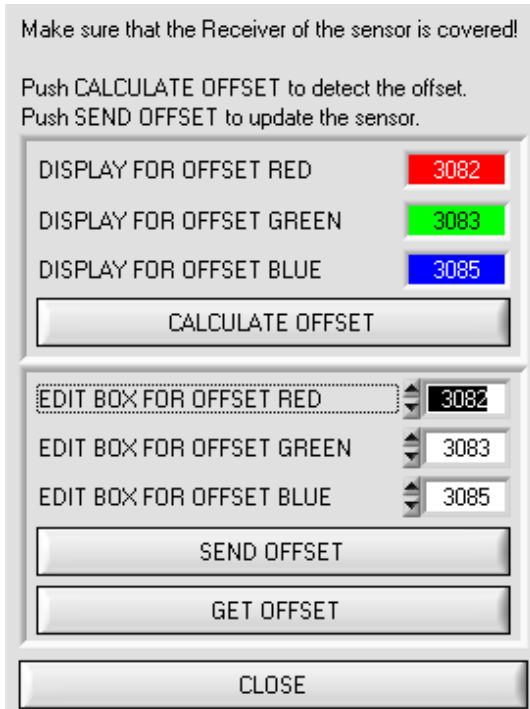 Make sure that the Receiver of the sensor is covered!
Push CALCULATE OFFSET to detect the offset.
Push SEND OFFSET to update the sensor.
DISPLAY FOR OFFSET RED 3082
DISPLAY FOR OFFSET GREEN 3083
DISPLAY FOR OFFSET BLUE 3085
CALCULATE OFFSET
EDIT BOX FOR OFFSET RED 3082
EDIT BOX FOR OFFSET GREEN 3083
EDIT BOX FOR OFFSET BLUE 3085
SEND OFFSET
GET OFFSET
CLOSE